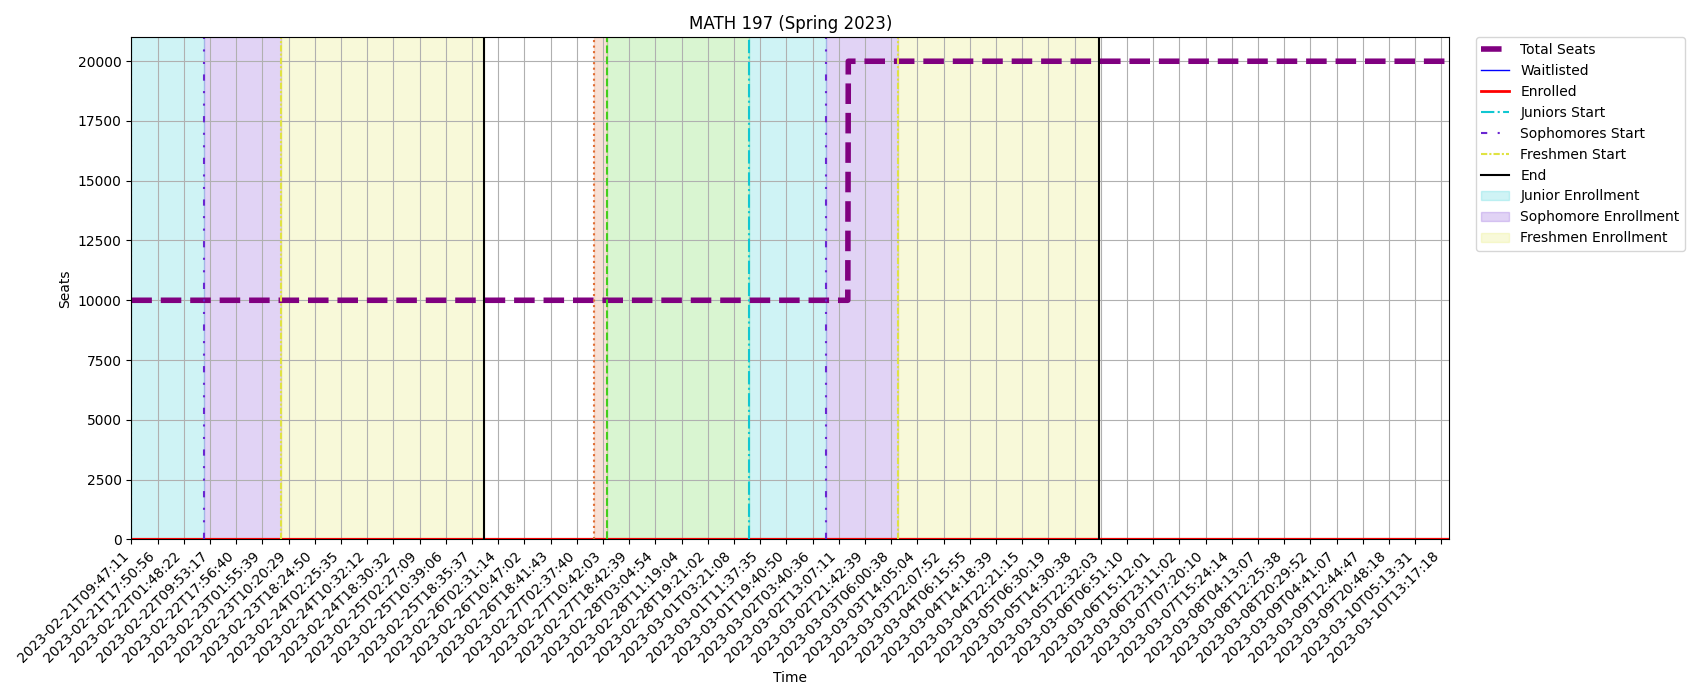 MATH 197 (Spring 2023)
Total Seats
Waitlisted
Enrolled
Juniors Start
Sophomores Start
Freshmen Start
End
Junior Enrollment
Sophomore Enrollment
Freshmen Enrollment
Seats
20000
17500
15000
12500
10000
7500
5000
2500
0
2023-02-21T09:47:11
2023-02-21T17:50:56
2023-02-22T01:48:22
2023-02-22T09:53:17
2023-02-22T17:56:40
2023-02-23T01:55:39
2023-02-23T10:20:29
2023-02-23T18:24:50
2023-02-24T02:25:35
2023-02-24T10:32:12
2023-02-24T18:30:32
2023-02-25T02:27:09
2023-02-25T10:39:06
2023-02-25T18:35:37
2023-02-26T02:31:14
2023-02-26T10:47:02
2023-02-26T18:41:43
2023-02-27T02:37:40
2023-02-27T10:42:03
2023-02-27T18:42:39
2023-02-28T03:04:54
2023-02-28T11:19:04
2023-02-28T19:21:02
2023-03-01T03:21:08
2023-03-01T11:37:35
2023-03-01T19:40:50
2023-03-02T03:40:36
2023-03-02T13:07:11
2023-03-02T21:42:39
2023-03-03T06:00:38
2023-03-03T14:05:04
2023-03-03T22:07:52
2023-03-04T06:15:55
2023-03-04T14:18:39
2023-03-04T22:21:15
2023-03-05T06:30:19
2023-03-05T14:30:38
2023-03-05T22:32:03
2023-03-06T06:51:10
2023-03-06T15:12:01
2023-03-06T23:11:02
2023-03-07T07:20:10
2023-03-07T15:24:14
2023-03-08T04:13:07
2023-03-08T12:25:38
2023-03-08T20:29:52
2023-03-09T04:41:07
2023-03-09T12:44:47
2023-03-09T20:48:18
2023-03-10T05:13:31
2023-03-10T13:17:18
Time